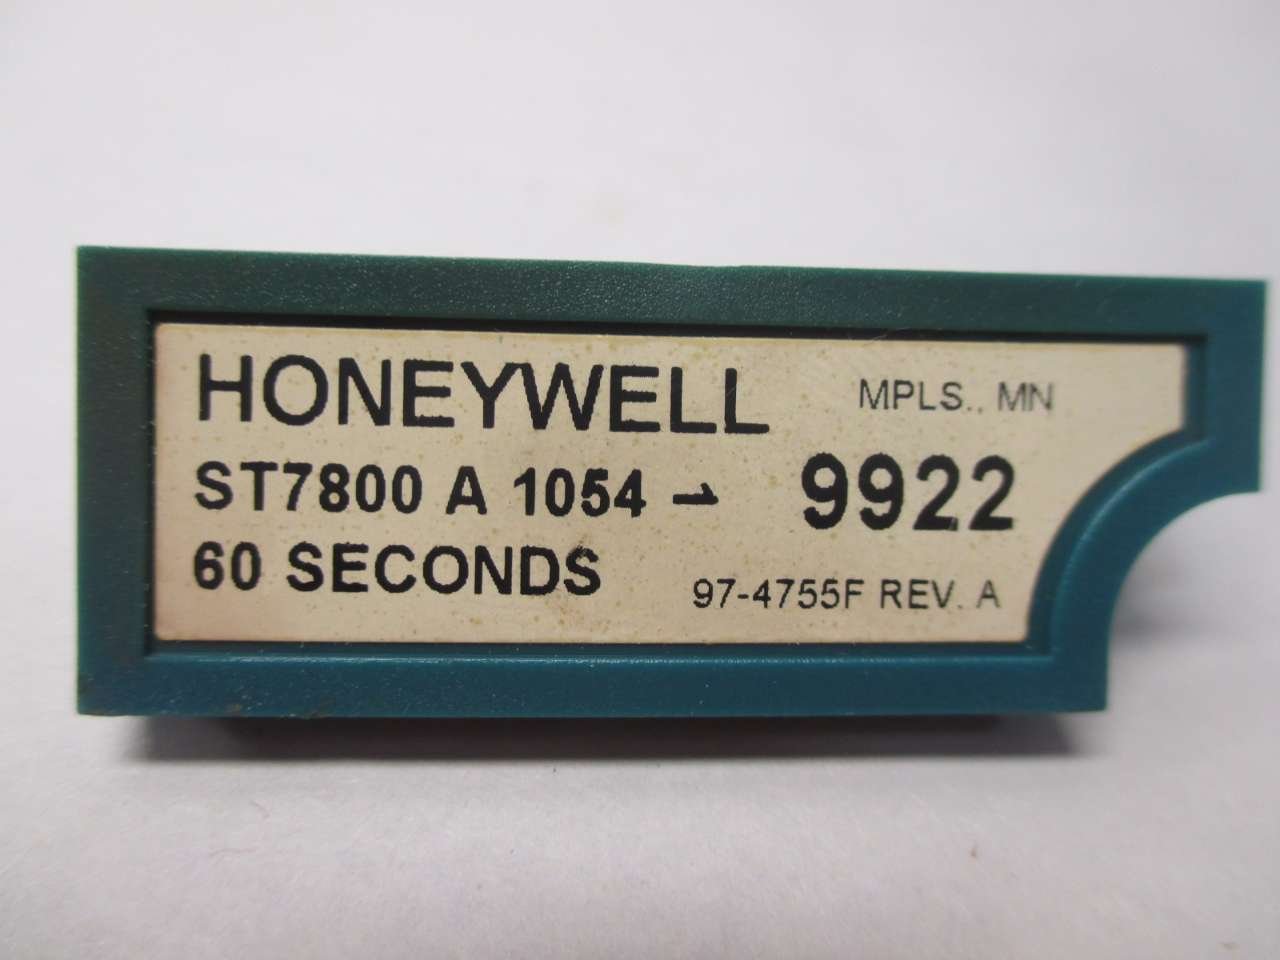 HONEYWELL MPLS., MN
ST7800 A 1054 ⇀ 9922
60 SECONDS 97-4755F REV. A